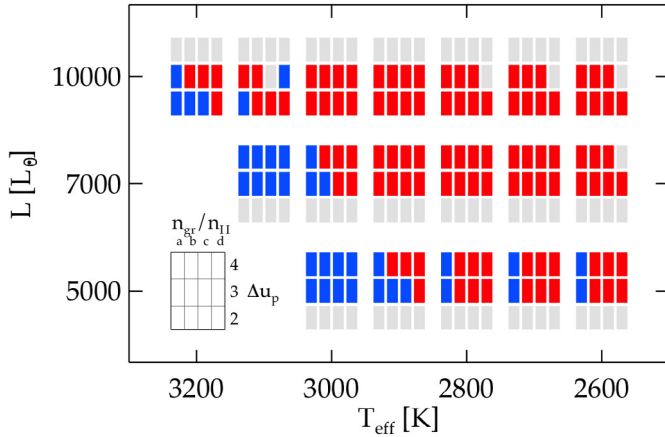 10000
7000
5000
L [L⊙]
n_gr/n_II
a b c d
4
3 Δu_p
2
3200 3000 2800 2600
T_eff [K]